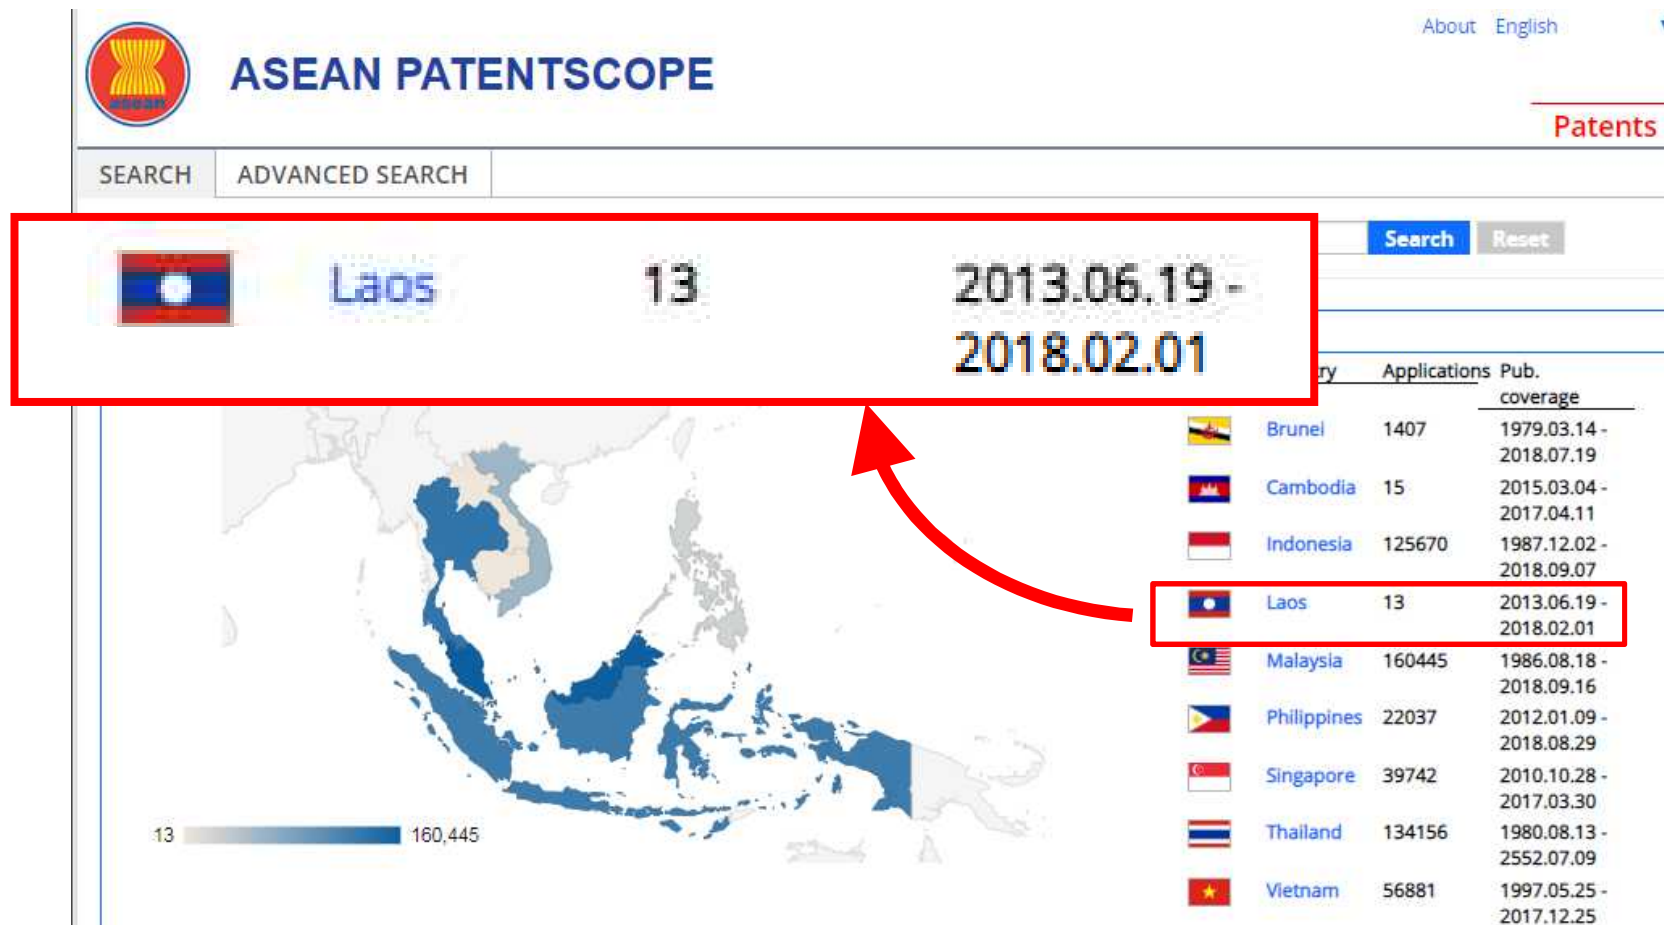 About English
asean
ASEAN PATENTSCOPE
Patents
SEARCH ADVANCED SEARCH
Search Reset
Laos 13 2013.06.19 -
2018.02.01
try Applications Pub.
coverage
Brunei 1407 1979.03.14 -
2018.07.19
Cambodia 15 2015.03.04 -
2017.04.11
Indonesia 125670 1987.12.02 -
2018.09.07
Laos 13 2013.06.19 -
2018.02.01
Malaysia 160445 1986.08.18 -
2018.09.16
Philippines 22037 2012.01.09 -
2018.08.29
Singapore 39742 2010.10.28 -
2017.03.30
13 160,445
Thailand 134156 1980.08.13 -
2552.07.09
Vietnam 56881 1997.05.25 -
2017.12.25